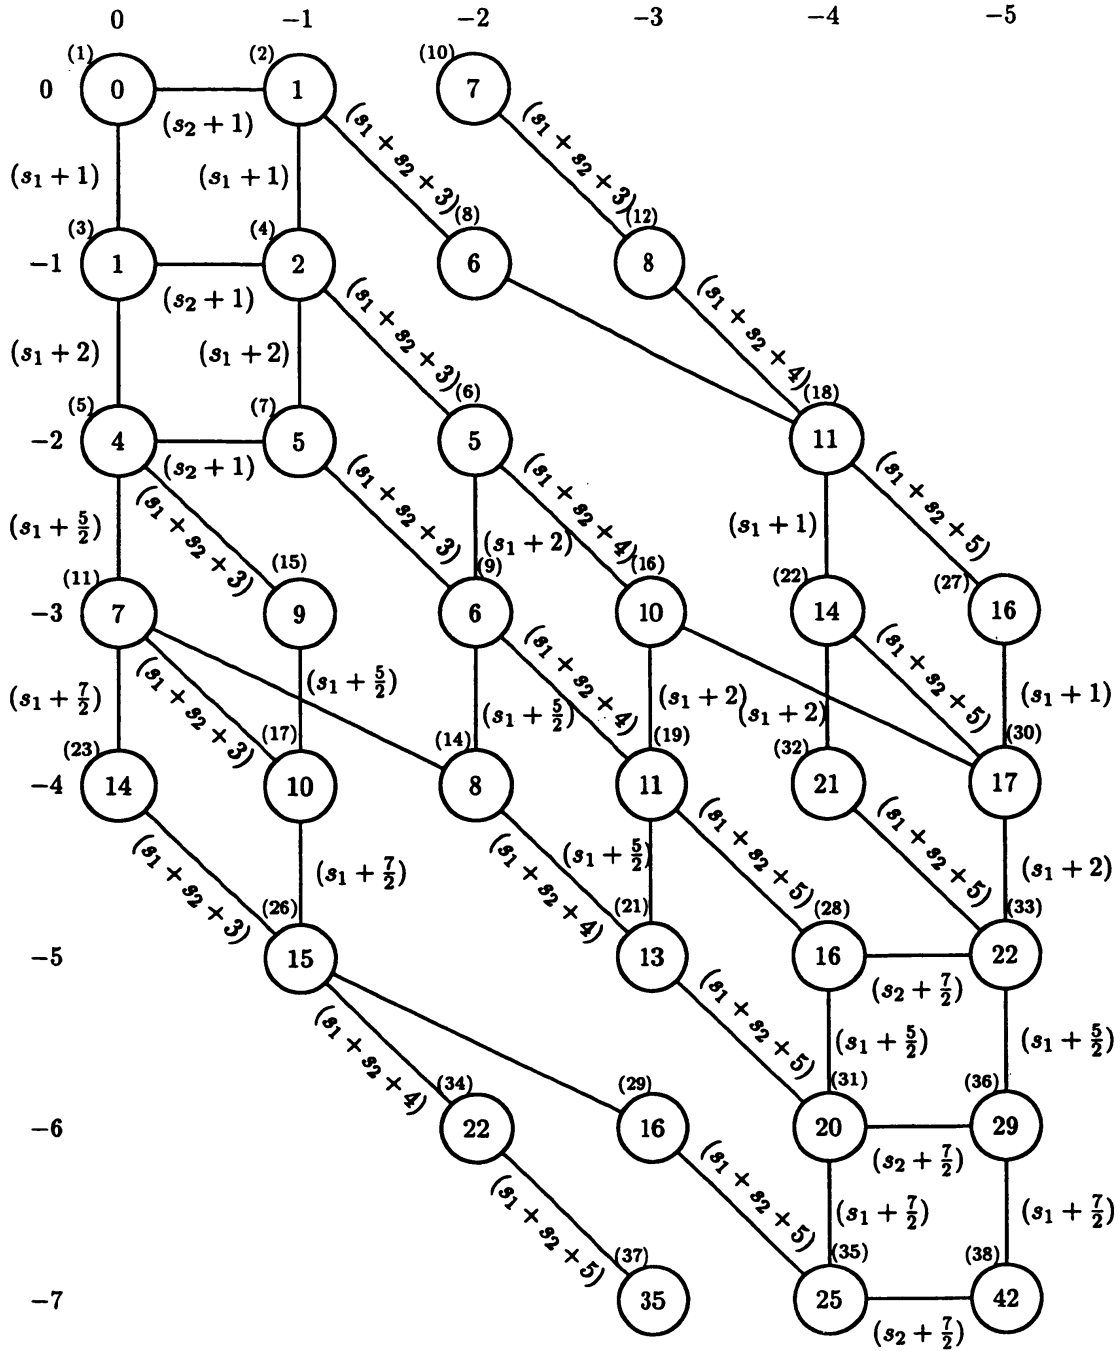 0 −1 −2 −3 −4 −5
(1) (2) (10)
0 0 1 7
(s₂ + 1) (s₁ + s₂ + 3) (s₁ + s₂ + 3)
(s₁ + 1) (s₁ + 1)
(3) (4) (8) (12)
−1 1 2 6 8
(s₂ + 1) (s₁ + s₂ + 3) (s₁ + s₂ + 4)
(s₁ + 2) (s₁ + 2)
(5) (7) (6) (18)
−2 4 5 5 11
(s₂ + 1) (s₁ + s₂ + 3) (s₁ + s₂ + 4) (s₁ + s₂ + 5)
(s₁ + 5/2) (s₁ + s₂ + 3) (s₁ + 2) (s₁ + 1)
(11) (15) (9) (16) (22) (27)
−3 7 9 6 10 14 16
(s₁ + 7/2) (s₁ + s₂ + 3) (s₁ + 5/2) (s₁ + 5/2) (s₁ + s₂ + 4) (s₁ + 2) (s₁ + 2) (s₁ + s₂ + 5) (s₁ + 1)
(23) (17) (14) (19) (32) (30)
−4 14 10 8 11 21 17
(s₁ + s₂ + 3) (s₁ + 7/2) (s₁ + s₂ + 4) (s₁ + 5/2) (s₁ + s₂ + 5) (s₁ + s₂ + 5) (s₁ + 2)
(26) (21) (28) (33)
−5 15 13 16 22
(s₂ + 7/2)
(s₁ + s₂ + 4) (s₁ + s₂ + 5) (s₁ + 5/2) (s₁ + 5/2)
(34) (29) (31) (36)
−6 22 16 20 29
(s₂ + 7/2)
(s₁ + s₂ + 5) (s₁ + s₂ + 5) (s₁ + 7/2) (s₁ + 7/2)
(37) (35) (38)
−7 35 25 42
(s₂ + 7/2)